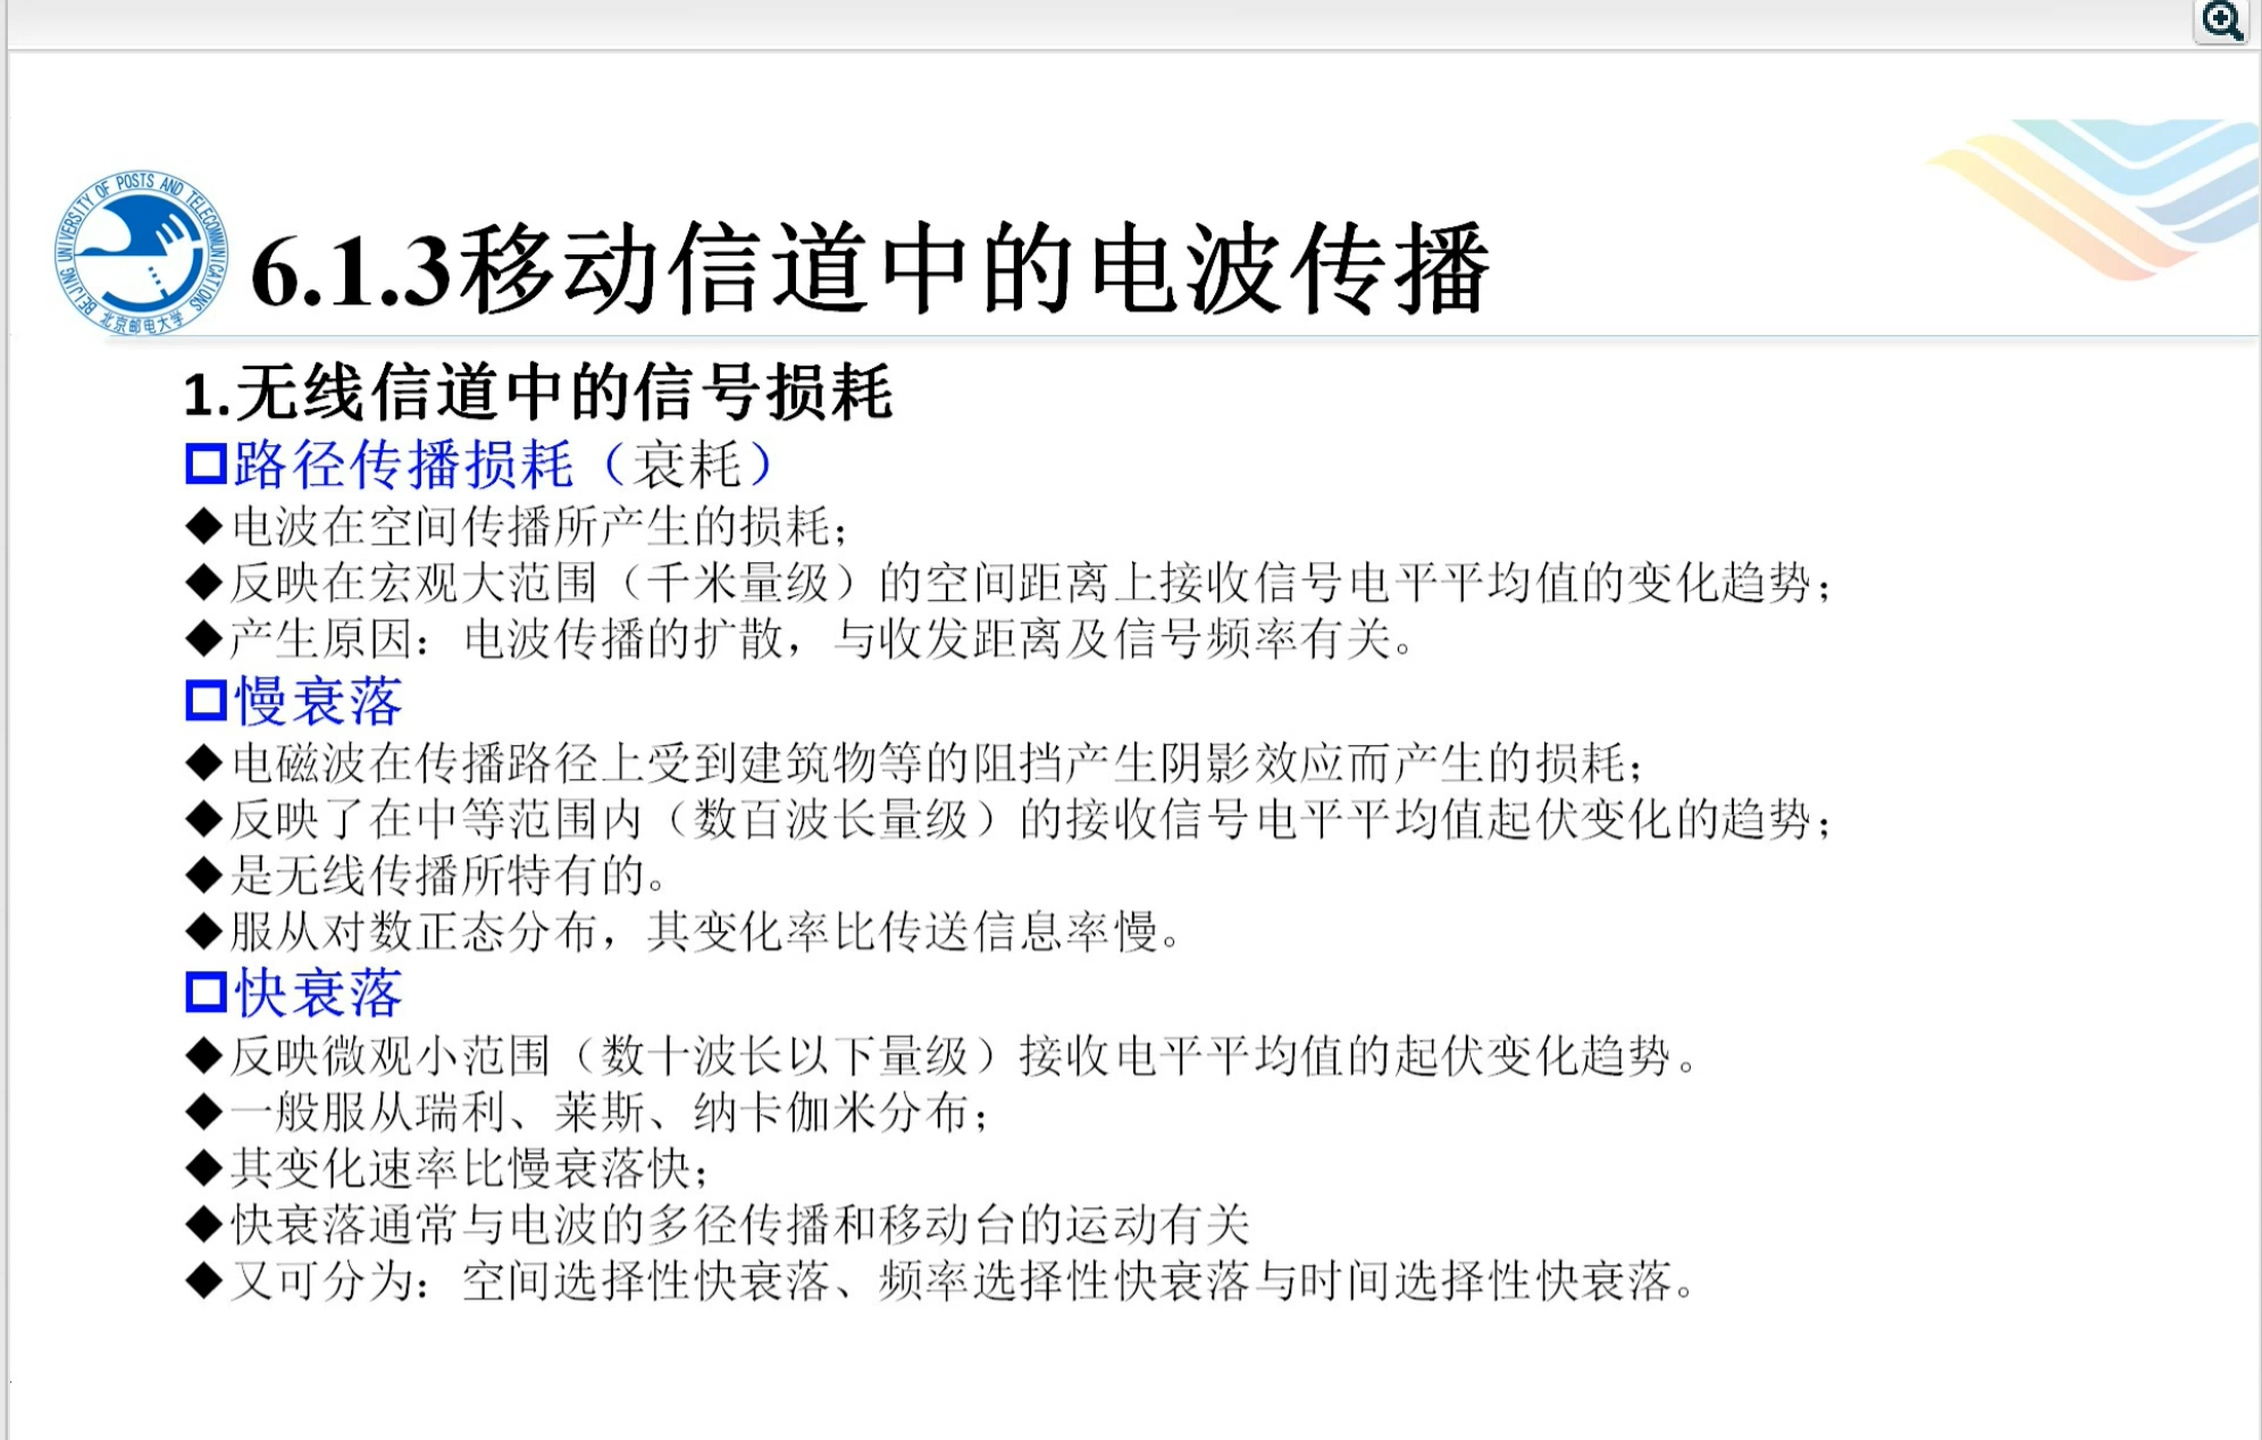 BEIJING UNIVERSITY OF POSTS AND TELECOMMUNICATIONS
北京邮电大学
6.1.3移动信道中的电波传播
1.无线信道中的信号损耗
路径传播损耗（衰耗）
◆电波在空间传播所产生的损耗；
◆反映在宏观大范围（千米量级）的空间距离上接收信号电平平均值的变化趋势；
◆产生原因：电波传播的扩散，与收发距离及信号频率有关。
慢衰落
◆电磁波在传播路径上受到建筑物等的阻挡产生阴影效应而产生的损耗；
◆反映了在中等范围内（数百波长量级）的接收信号电平平均值起伏变化的趋势；
◆是无线传播所特有的。
◆服从对数正态分布，其变化率比传送信息率慢。
快衰落
◆反映微观小范围（数十波长以下量级）接收电平平均值的起伏变化趋势。
◆一般服从瑞利、莱斯、纳卡伽米分布；
◆其变化速率比慢衰落快；
◆快衰落通常与电波的多径传播和移动台的运动有关
◆又可分为：空间选择性快衰落、频率选择性快衰落与时间选择性快衰落。